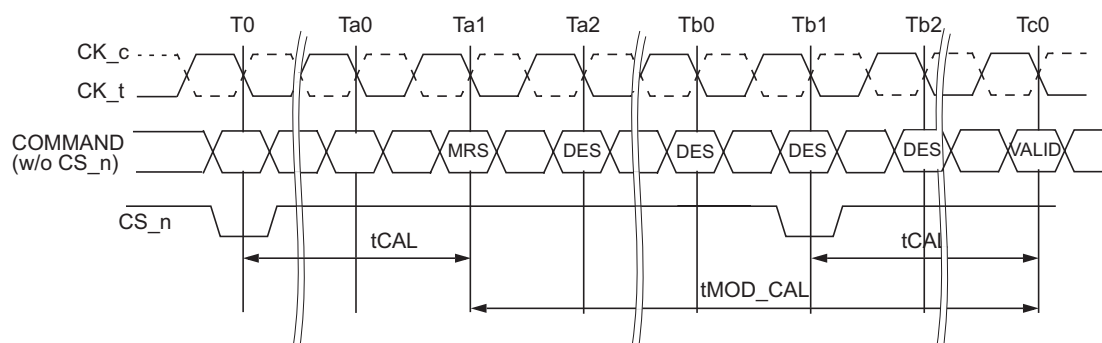 T0 Ta0 Ta1 Ta2 Tb0 Tb1 Tb2 Tc0
CK_c
CK_t
COMMAND
(w/o CS_n)
MRS DES DES DES DES VALID
CS_n
tCAL tCAL
tMOD_CAL